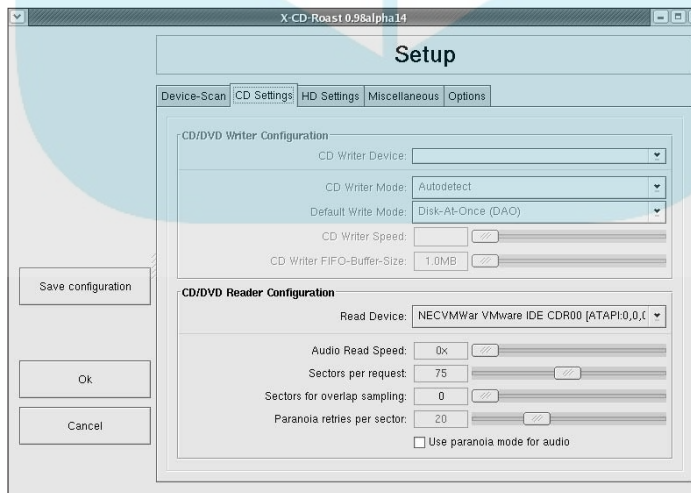 X-CD-Roast 0.98alpha14
Setup
Device-Scan CD Settings HD Settings Miscellaneous Options
CD/DVD Writer Configuration
CD Writer Device:
CD Writer Mode: Autodetect
Default Write Mode: Disk-At-Once (DAO)
CD Writer Speed:
CD Writer FIFO-Buffer-Size: 1.0MB
Save configuration
CD/DVD Reader Configuration
Read Device: NECVMWar VMware IDE CDR00 [ATAPI:0,0,0
Audio Read Speed: 0x
Sectors per request: 75
Ok
Sectors for overlap sampling: 0
Paranoia retries per sector: 20
Cancel
Use paranoia mode for audio